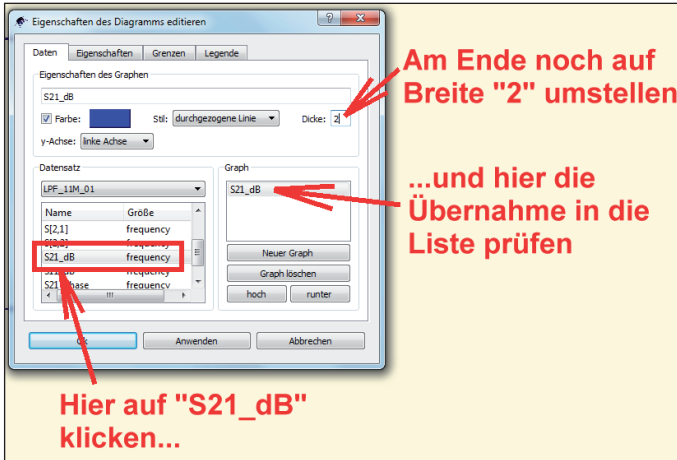 Eigenschaften des Diagramms editieren
Daten Eigenschaften Grenzen Legende
Eigenschaften des Graphen
S21_dB
Farbe: Stil: durchgezogene Linie Dicke: 2
y-Achse: linke Achse
Datensatz
LPF_11M_01
Name Größe
S[2,1] frequency
S[2,2] frequency
S21_dB frequency
frequency
frequency
Graph
S21_dB
Neuer Graph
Graph löschen
hoch runter
Ok Anwenden Abbrechen
Am Ende noch auf
Breite "2" umstellen
...und hier die
Übernahme in die
Liste prüfen
Hier auf "S21_dB"
klicken...